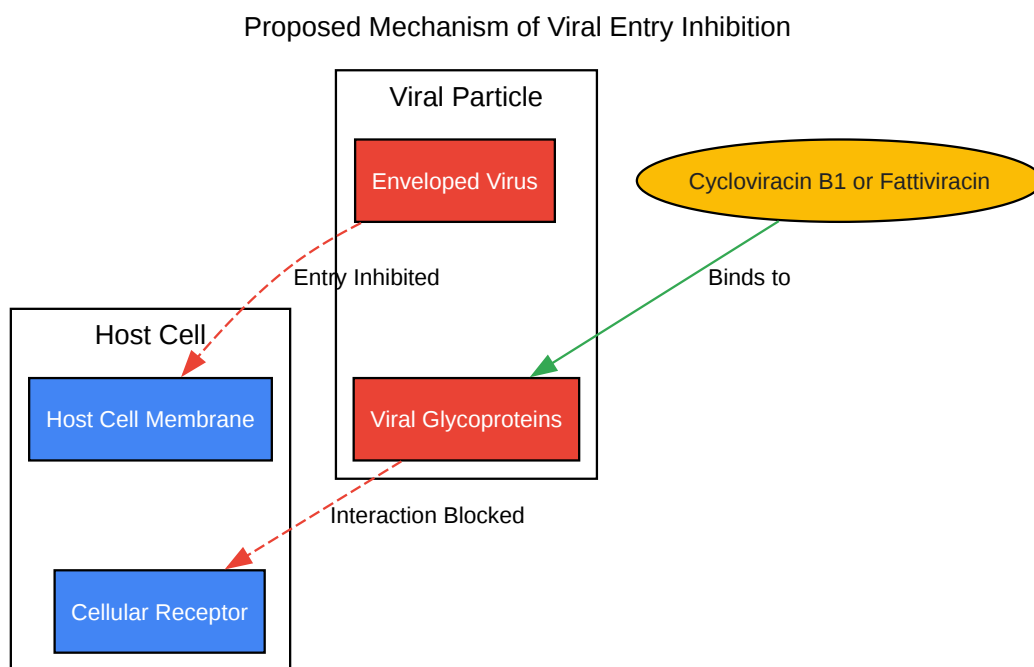 Proposed Mechanism of Viral Entry Inhibition
Viral Particle
Enveloped Virus
Cycloviracin B1 or Fattiviracin
Entry Inhibited
Binds to
Host Cell
Host Cell Membrane
Viral Glycoproteins
Interaction Blocked
Cellular Receptor